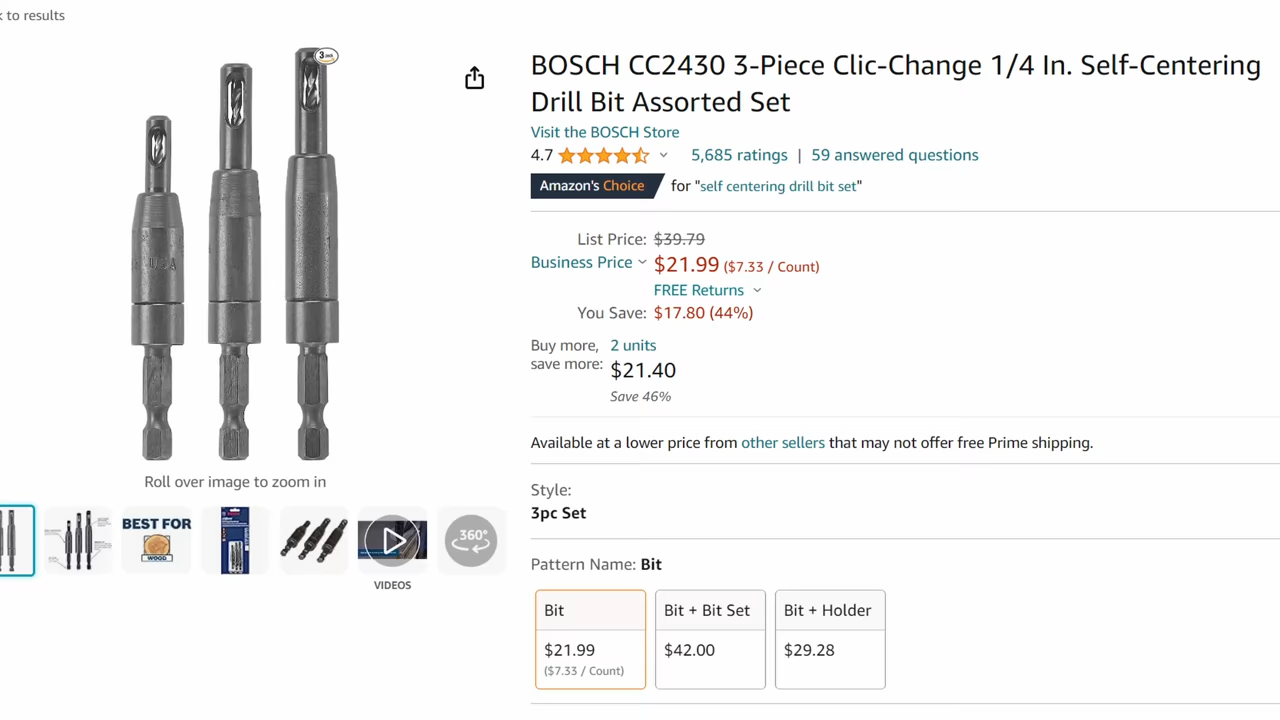 to results
BOSCH CC2430 3-Piece Clic-Change 1/4 In. Self-Centering
Drill Bit Assorted Set
Visit the BOSCH Store
4.7
5,685 ratings | 59 answered questions
Amazon's Choice for "self centering drill bit set"
List Price: $39.79
Business Price $21.99 ($7.33 / Count)
FREE Returns
You Save: $17.80 (44%)
Buy more, 2 units
save more: $21.40
Save 46%
Available at a lower price from other sellers that may not offer free Prime shipping.
Roll over image to zoom in
Style:
3pc Set
BEST FOR
WOOD
360°
VIDEOS
Pattern Name: Bit
Bit
$21.99
($7.33 / Count)
Bit + Bit Set
$42.00
Bit + Holder
$29.28